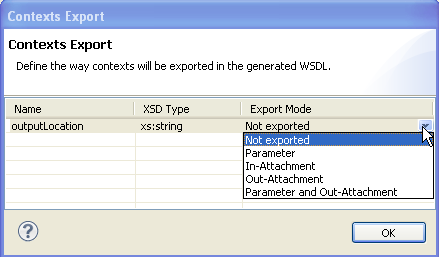 Contexts Export
Contexts Export
Define the way contexts will be exported in the generated WSDL.
Name XSD Type Export Mode
outputLocation xs:string Not exported
Not exported
Parameter
In-Attachment
Out-Attachment
Parameter and Out-Attachment
?
OK